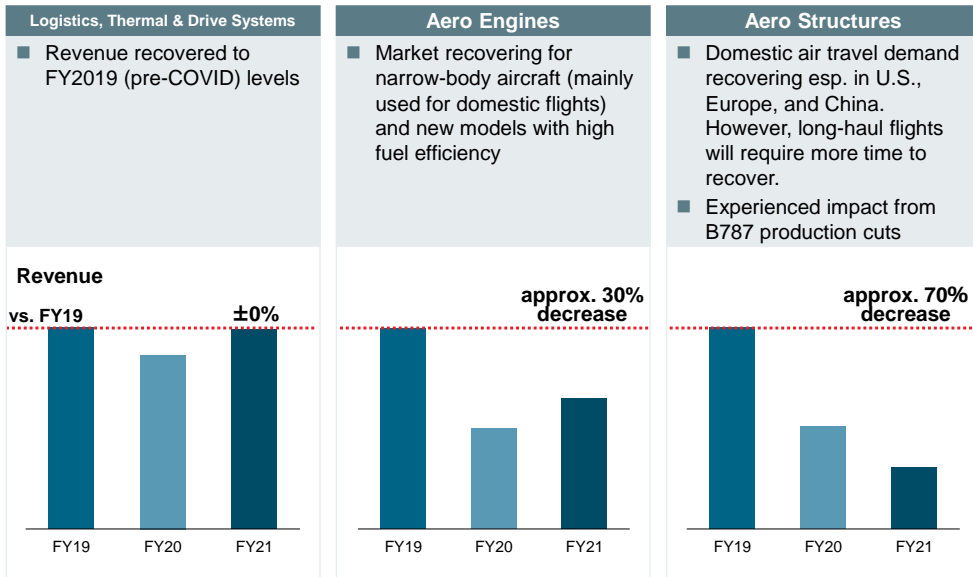 Logistics, Thermal & Drive Systems
■ Revenue recovered to
FY2019 (pre-COVID) levels
Revenue
vs. FY19
±0%
FY19
FY20
FY21
Aero Engines
■ Market recovering for
narrow-body aircraft (mainly
used for domestic flights)
and new models with high
fuel efficiency
approx. 30%
decrease
FY19
FY20
FY21
Aero Structures
■ Domestic air travel demand
recovering esp. in U.S.,
Europe, and China.
However, long-haul flights
will require more time to
recover.
■ Experienced impact from
B787 production cuts
approx. 70%
decrease
FY19
FY20
FY21